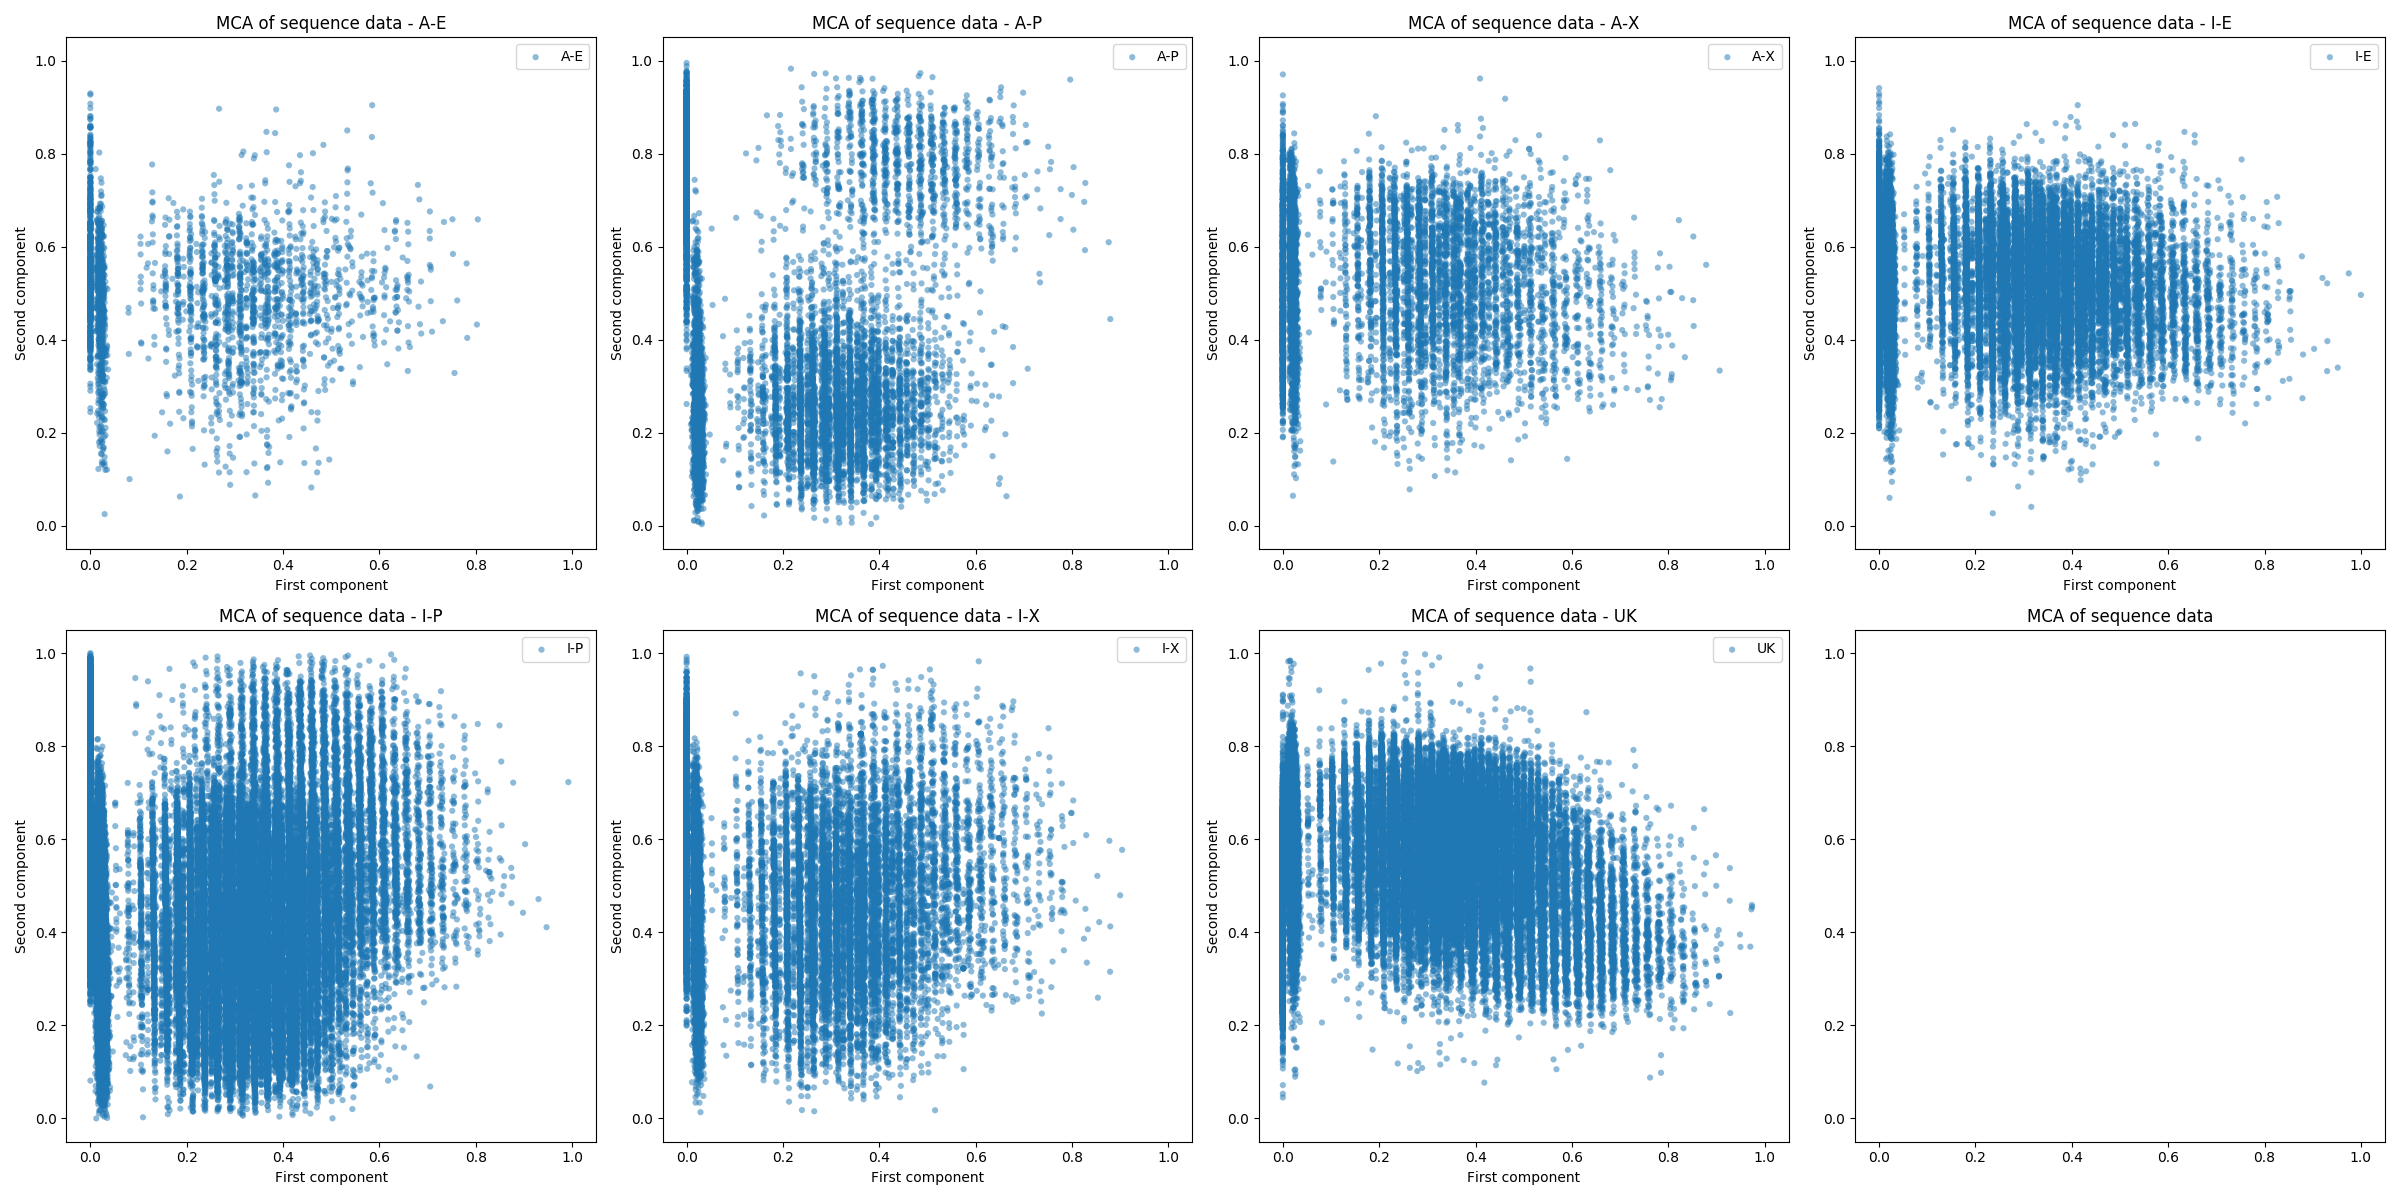 MCA of sequence data - A-E
A-E
1.0
0.8
0.6
0.4
0.2
0.0
Second component
0.0 0.2 0.4 0.6 0.8 1.0
First component
MCA of sequence data - A-P
A-P
1.0
0.8
0.6
0.4
0.2
0.0
Second component
0.0 0.2 0.4 0.6 0.8 1.0
First component
MCA of sequence data - A-X
A-X
1.0
0.8
0.6
0.4
0.2
0.0
Second component
0.0 0.2 0.4 0.6 0.8 1.0
First component
MCA of sequence data - I-E
I-E
1.0
0.8
0.6
0.4
0.2
0.0
Second component
0.0 0.2 0.4 0.6 0.8 1.0
First component
MCA of sequence data - I-P
I-P
1.0
0.8
0.6
0.4
0.2
0.0
Second component
0.0 0.2 0.4 0.6 0.8 1.0
First component
MCA of sequence data - I-X
I-X
1.0
0.8
0.6
0.4
0.2
0.0
Second component
0.0 0.2 0.4 0.6 0.8 1.0
First component
MCA of sequence data - UK
UK
1.0
0.8
0.6
0.4
0.2
0.0
Second component
0.0 0.2 0.4 0.6 0.8 1.0
First component
MCA of sequence data
1.0
0.8
0.6
0.4
0.2
0.0
0.0 0.2 0.4 0.6 0.8 1.0